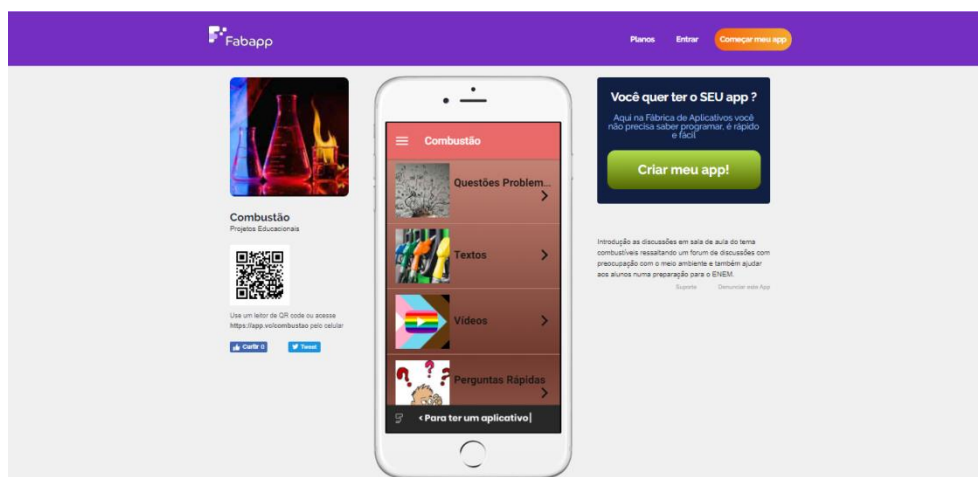 Fabapp
Planos Entrar Começar meu app
Combustão
Projetos Educacionais
Use um leitor de QR code ou acesse
https://app.vc/combustao pelo celular
Curtir 0 Tweet
Combustão
Questões Problem...
Textos
Vídeos
Perguntas Rápidas
< Para ter um aplicativo|
Você quer ter o SEU app ?
Aqui na Fábrica de Aplicativos você
não precisa saber programar, é rápido
e fácil
Criar meu app!
Introdução as discussões em sala de aula do tema
combustíveis ressaltando um forum de discussões com
preocupação com o meio ambiente e também ajudar
aos alunos numa preparação para o ENEM.
Suporte Denunciar este App